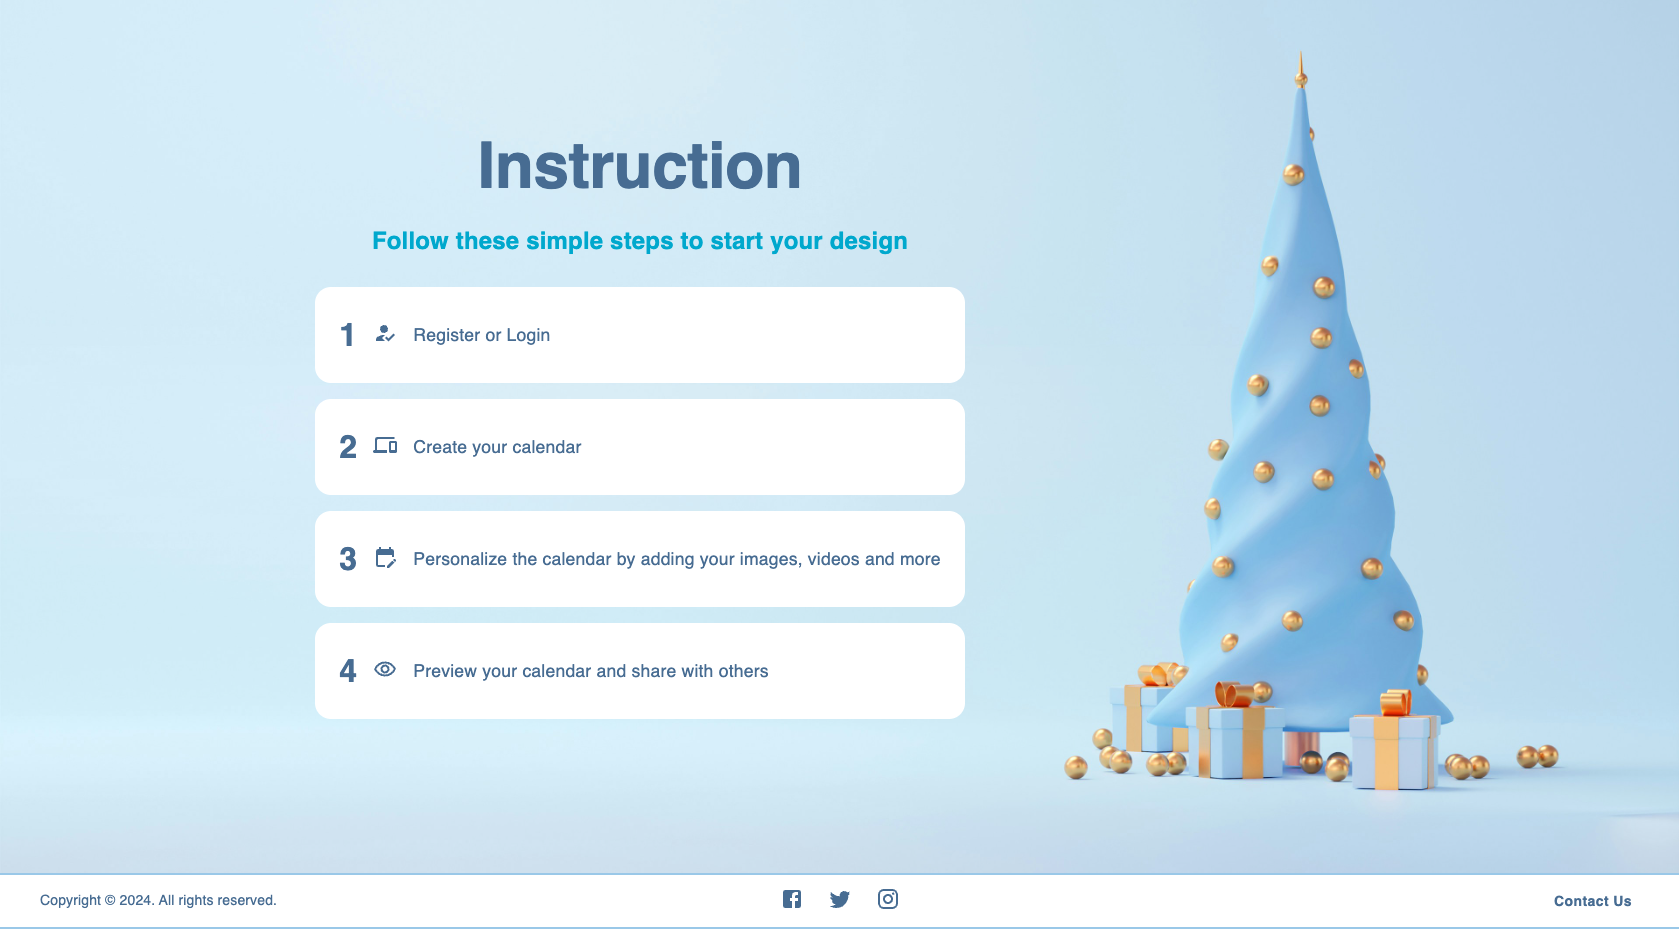 Instruction
Follow these simple steps to start your design
1 Register or Login
2 Create your calendar
3 Personalize the calendar by adding your images, videos and more
4 Preview your calendar and share with others
Copyright © 2024. All rights reserved.
Contact Us